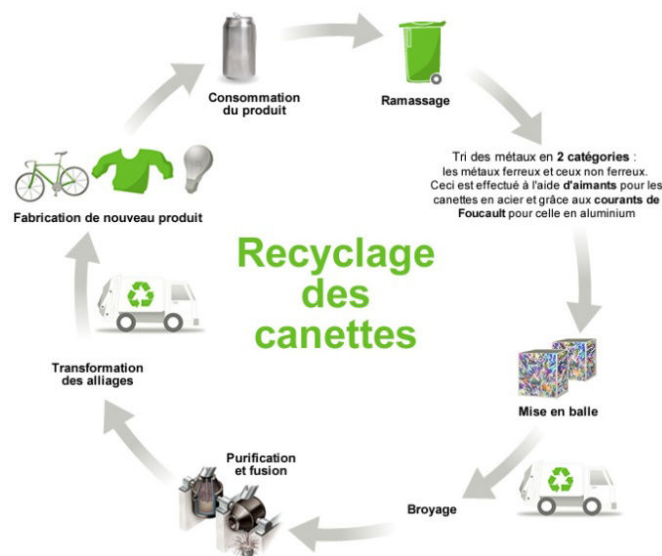 Consommation
du produit
Ramassage
Tri des métaux en 2 catégories :
les métaux ferreux et ceux non ferreux.
Ceci est effectué à l'aide d'aimants pour les
canettes en acier et grâce aux courants de
Foucault pour celle en aluminium
Mise en balle
Broyage
Purification
et fusion
Transformation
des alliages
Fabrication de nouveau produit
Recyclage
des
canettes